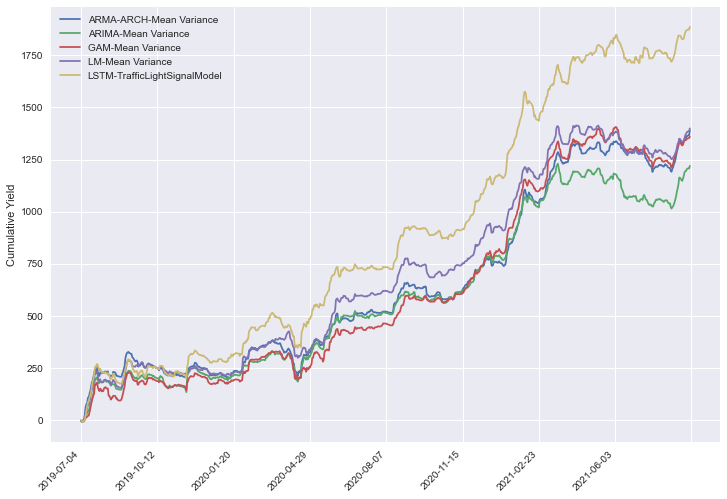 ARMA-ARCH-Mean Variance
ARIMA-Mean Variance
GAM-Mean Variance
LM-Mean Variance
LSTM-TrafficLightSignalModel
Cumulative Yield
1750
1500
1250
1000
750
500
250
0
2019-07-04
2019-10-12
2020-01-20
2020-04-29
2020-08-07
2020-11-15
2021-02-23
2021-06-03